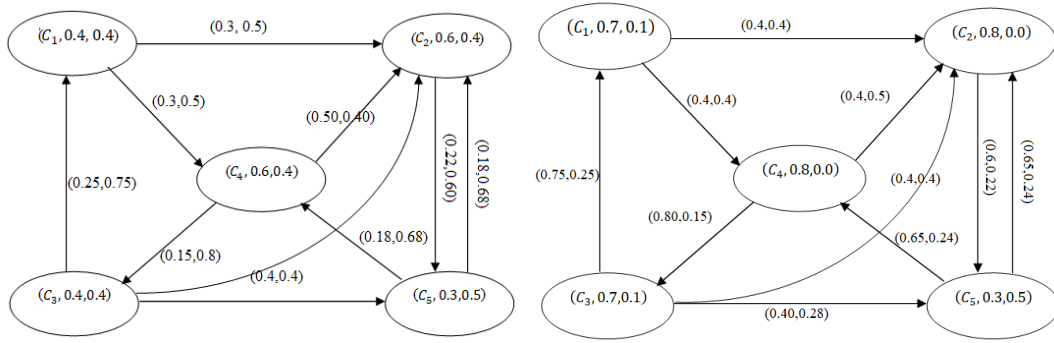 (C₁, 0.4, 0.4)
(0.3, 0.5)
(C₂, 0.6, 0.4)
(0.3,0.5)
(0.50,0.40)
(0.22,0.60)
(0.18,0.68)
(C₄, 0.6,0.4)
(0.25,0.75)
(0.18,0.68)
(0.15,0.8)
(0.4,0.4)
(C₃, 0.4,0.4)
(C₅, 0.3,0.5)
(C₁, 0.7, 0.1)
(0.4,0.4)
(C₂, 0.8, 0.0)
(0.4,0.4)
(0.4,0.5)
(0.6,0.22)
(0.65,0.24)
(C₄, 0.8,0.0)
(0.75,0.25)
(0.4,0.4)
(0.80,0.15)
(0.65,0.24)
(C₃, 0.7,0.1)
(C₅, 0.3,0.5)
(0.40,0.28)